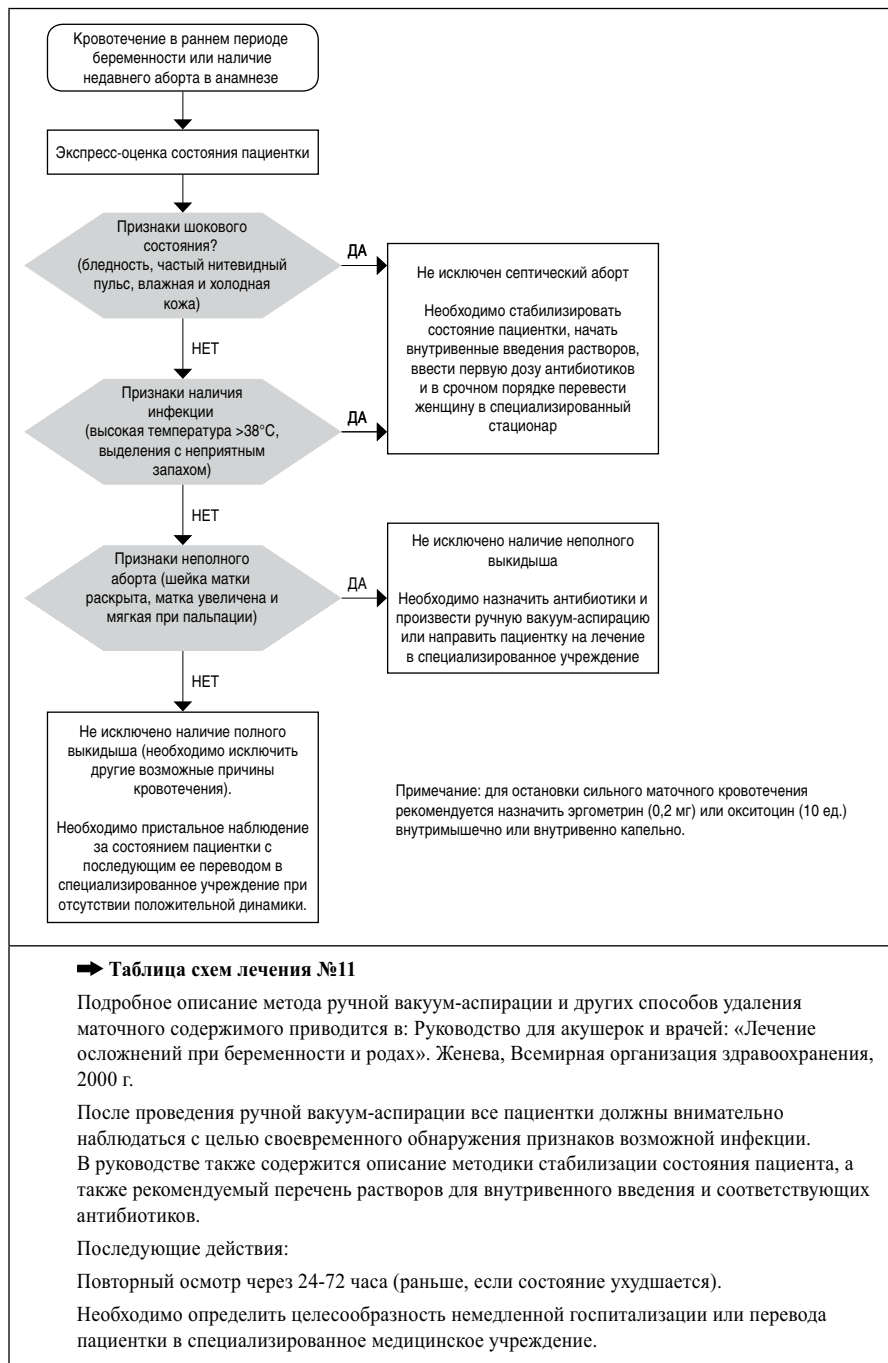 Кровотечение в раннем периоде
беременности или наличие
недавнего аборта в анамнезе
Экспресс-оценка состояния пациентки
Признаки шокового
состояния?
(бледность, частый нитевидный
пульс, влажная и холодная
кожа)
ДА
Не исключен септический аборт
Необходимо стабилизировать
состояние пациентки, начать
внутривенные введения растворов,
ввести первую дозу антибиотиков
и в срочном порядке перевести
женщину в специализированный
стационар
НЕТ
Признаки наличия
инфекции
(высокая температура >38°С,
выделения с неприятным
запахом)
ДА
НЕТ
Признаки неполного
аборта (шейка матки
раскрыта, матка увеличена и
мягкая при пальпации)
ДА
Не исключено наличие неполного
выкидыша
Необходимо назначить антибиотики и
произвести ручную вакуум-аспирацию
или направить пациентку на лечение
в специализированное учреждение
НЕТ
Не исключено наличие полного
выкидыша (необходимо исключить
другие возможные причины
кровотечения).
Необходимо пристальное наблюдение
за состоянием пациентки с
последующим ее переводом в
специализированное учреждение при
отсутствии положительной динамики.
Примечание: для остановки сильного маточного кровотечения
рекомендуется назначить эргометрин (0,2 мг) или окситоцин (10 ед.)
внутримышечно или внутривенно капельно.
➡ Таблица схем лечения №11
Подробное описание метода ручной вакуум-аспирации и других способов удаления
маточного содержимого приводится в: Руководство для акушерок и врачей: «Лечение
осложнений при беременности и родах». Женева, Всемирная организация здравоохранения,
2000 г.
После проведения ручной вакуум-аспирации все пациентки должны внимательно
наблюдаться с целью своевременного обнаружения признаков возможной инфекции.
В руководстве также содержится описание методики стабилизации состояния пациента, а
также рекомендуемый перечень растворов для внутривенного введения и соответствующих
антибиотиков.
Последующие действия:
Повторный осмотр через 24-72 часа (раньше, если состояние ухудшается).
Необходимо определить целесообразность немедленной госпитализации или перевода
пациентки в специализированное медицинское учреждение.